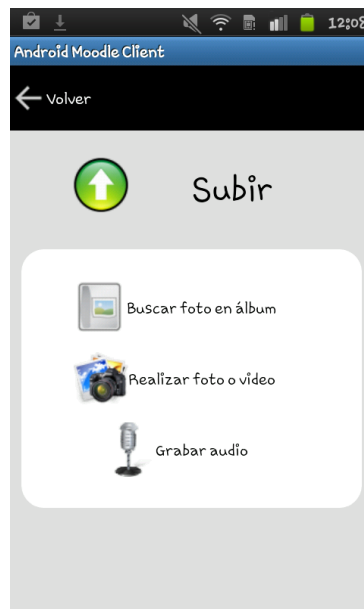 12:08
Android Moodle Client
Volver
Subir
Buscar foto en álbum
Realizar foto o video
Grabar audio